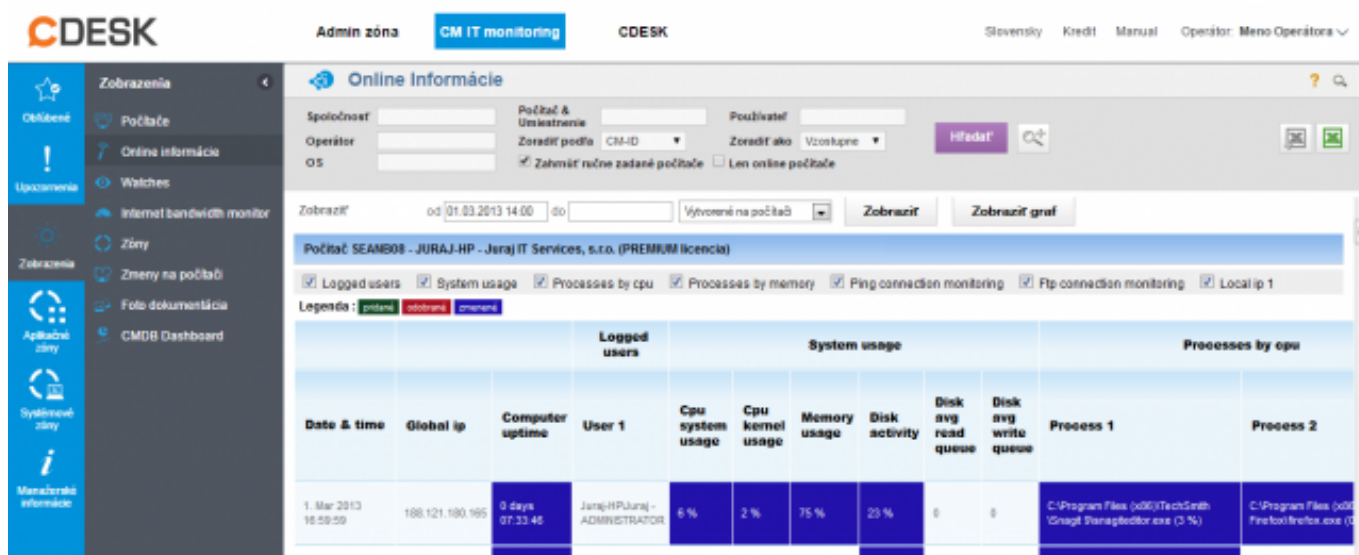 CDESK
Admin zóna
CM IT monitoring
CDESK
Slovensky
Kredit
Manual
Operátor: Meno Operátora
Obľúbené
Upozornenia
Zobrazenia
Aplikačné zóny
Systémové zóny
Manažerské informácie
Zobrazenia
Počítače
Online informácie
Watches
Internet bandwidth monitor
Zóny
Zmeny na počítači
Foto dokumentácia
CMDB Dashboard
Online Informácie
?
Spoločnosť
Počítač & Umiestnenie
Používateľ
Operátor
Zoradiť podľa CM-ID
Zoradiť ako Vzostupne
Hľadať
OS
Zahrnúť ručne zadané počítače
Len online počítače
Zobraziť od 01.03.2013 14:00 do
Vytvorené na počítači
Zobraziť
Zobraziť graf
Počítač SEANB08 - JURAJ-HP - Juraj IT Services, s.r.o. (PREMIUM licencia)
Logged users
System usage
Processes by cpu
Processes by memory
Ping connection monitoring
Ftp connection monitoring
Local ip 1
Legenda : pridané odobrané zmenené
Logged users
System usage
Processes by cpu
Date & time
Global ip
Computer uptime
User 1
Cpu system usage
Cpu kernel usage
Memory usage
Disk activity
Disk avg read queue
Disk avg write queue
Process 1
Process 2
1. Mar 2013 16:59:59
188.121.180.165
0 days 07:33:46
Juraj-HP\Juraj - ADMINISTRATOR
6 %
2 %
75 %
23 %
0
0
C:\Program Files (x86)\TechSmith
(3 %)
C:\Program Files (x86
Firefox\firefox.exe (0